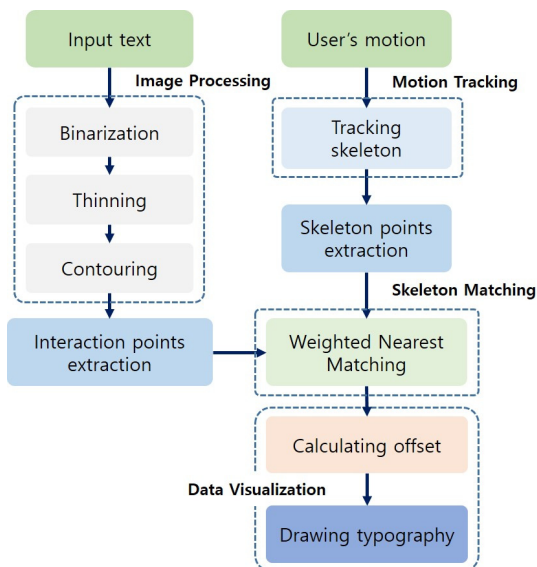 Input text
User's motion
Image Processing
Motion Tracking
Binarization
Tracking
skeleton
Thinning
Skeleton points
extraction
Contouring
Skeleton Matching
Interaction points
extraction
Weighted Nearest
Matching
Calculating offset
Data Visualization
Drawing typography